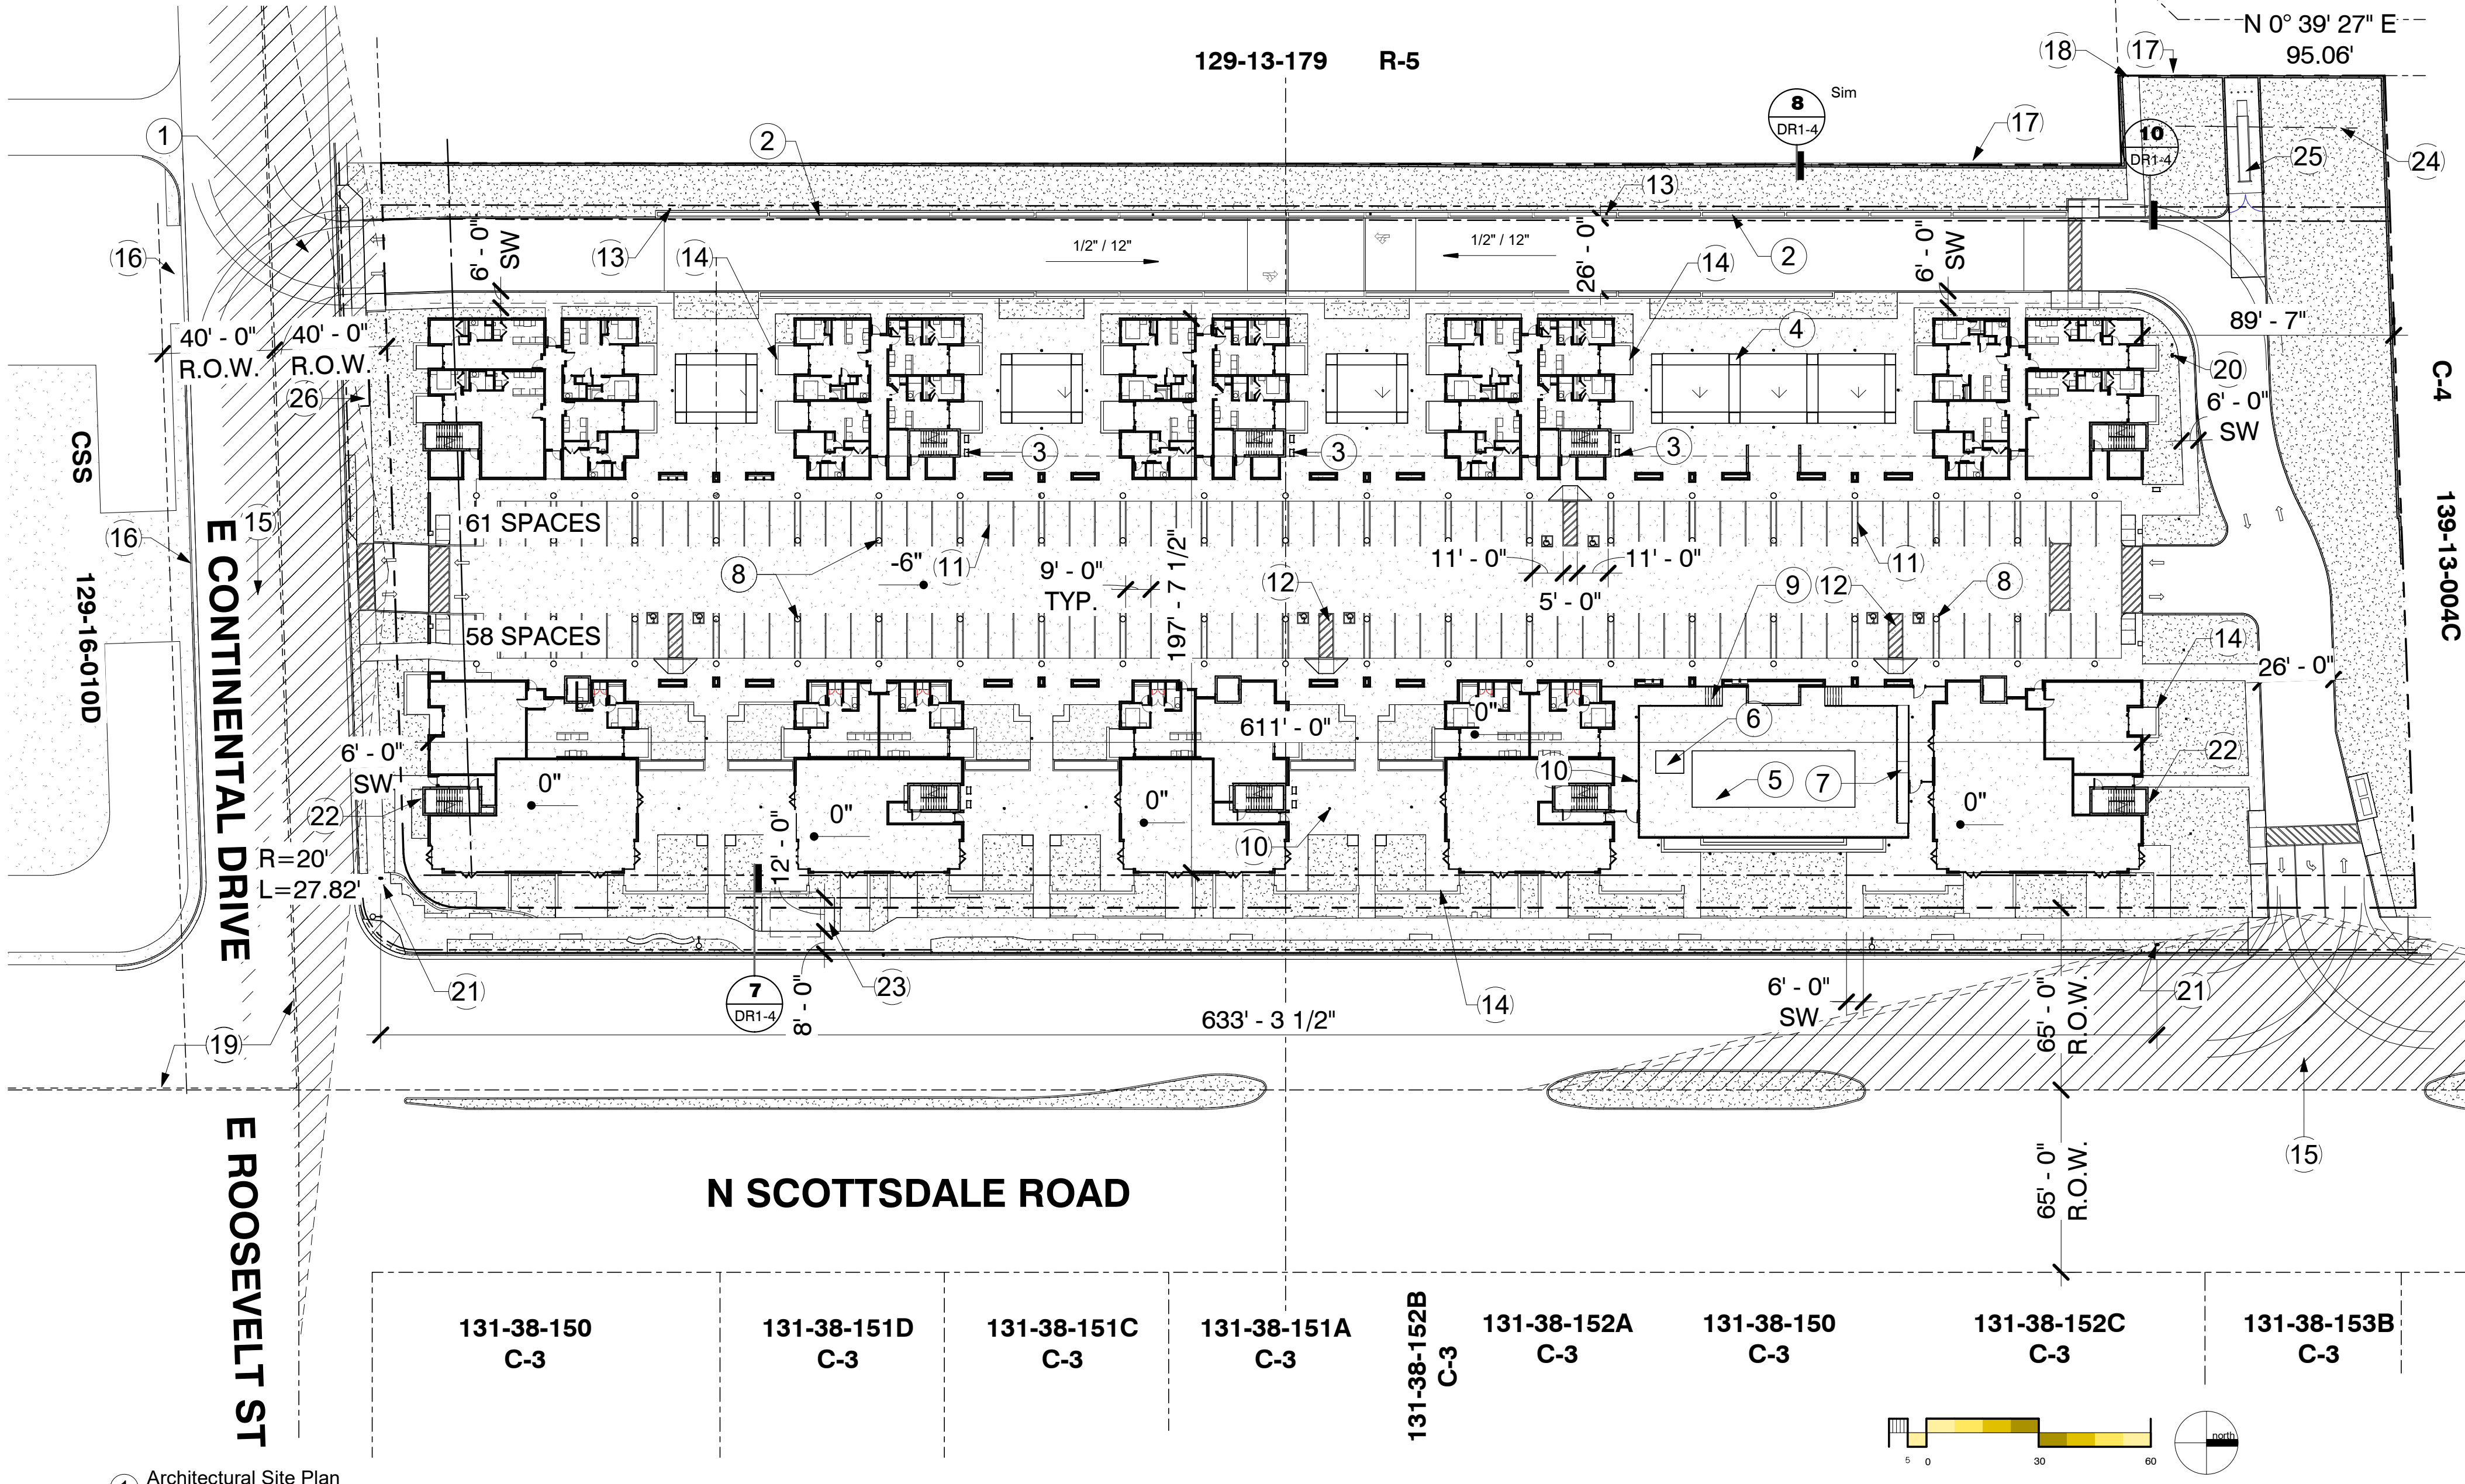 N 0° 39' 27" E
95.06'
129-13-179 R-5
18
17
8
DR1-4
Sim
17
10
DR1-4
25
24
1
2
13
16
6' - 0"
SW
13
14
1/2" / 12"
1/2" / 12"
26' - 0"
14
2
6' - 0"
SW
40' - 0"
R.O.W.
40' - 0"
R.O.W.
89' - 7"
4
26
20
6' - 0"
SW
C-4
CSS
3
3
3
16
15
61 SPACES
139-13-004C
E CONTINENTAL DRIVE
129-16-010D
8
-6"
11
9' - 0"
TYP.
197' - 7 1/2"
11' - 0"
11' - 0"
5' - 0"
12
9
12
11
8
58 SPACES
14
26' - 0"
6' - 0"
SW
611' - 0"
0"
6
22
10
5
7
0"
0"
0"
0"
22
12' - 0"
10
R=20'
L=27.82'
21
7
DR1-4
8' - 0"
23
14
6' - 0"
SW
21
633' - 3 1/2"
65' - 0"
R.O.W.
19
15
E ROOSEVELT ST
N SCOTTSDALE ROAD
65' - 0"
R.O.W.
131-38-150
C-3
131-38-151D
C-3
131-38-151C
C-3
131-38-151A
C-3
131-38-152B
C-3
131-38-152A
C-3
131-38-150
C-3
131-38-152C
C-3
131-38-153B
C-3
5 0 30 60
north
Architectural Site Plan